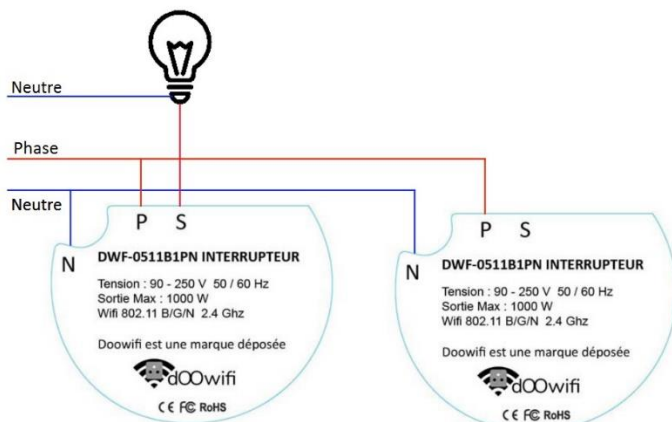 Neutre
Phase
Neutre
P S
N
DWF-0511B1PN INTERRUPTEUR
Tension : 90 - 250 V 50 / 60 Hz
Sortie Max : 1000 W
Wifi 802.11 B/G/N 2.4 Ghz
Doowifi est une marque déposée
dOOwifi
CE FC RoHS
P S
N
DWF-0511B1PN INTERRUPTEUR
Tension : 90 - 250 V 50 / 60 Hz
Sortie Max : 1000 W
Wifi 802.11 B/G/N 2.4 Ghz
Doowifi est une marque déposée
dOOwifi
CE FC RoHS